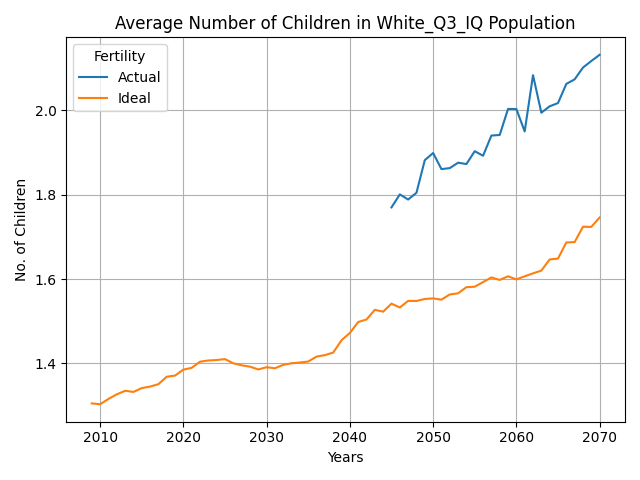 Average Number of Children in White_Q3_IQ Population
Fertility
Actual
Ideal
No. of Children
2.0
1.8
1.6
1.4
2010 2020 2030 2040 2050 2060 2070
Years